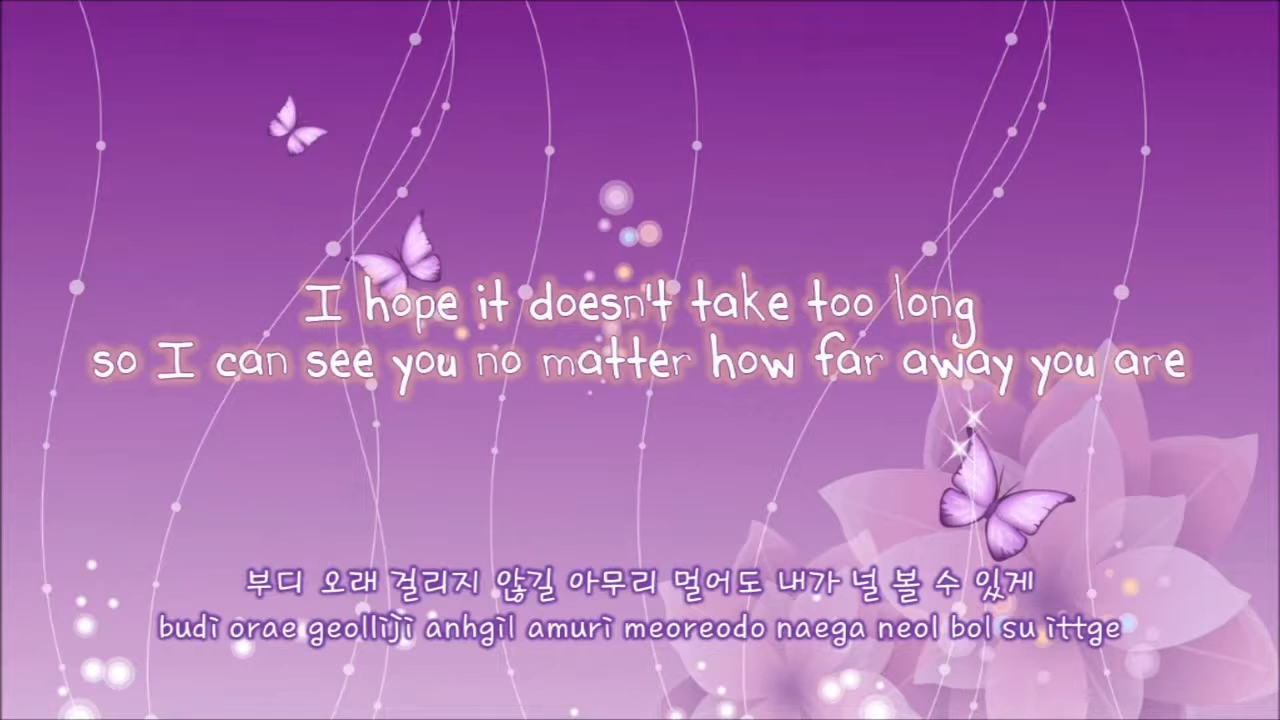 I hope it doesn't take too long
so I can see you no matter how far away you are
부디 오래 걸리지 않길 아무리 멀어도 내가 널 볼 수 있게
budi orae geolliji anhgil amuri meoreodo naega neol bol su ittge